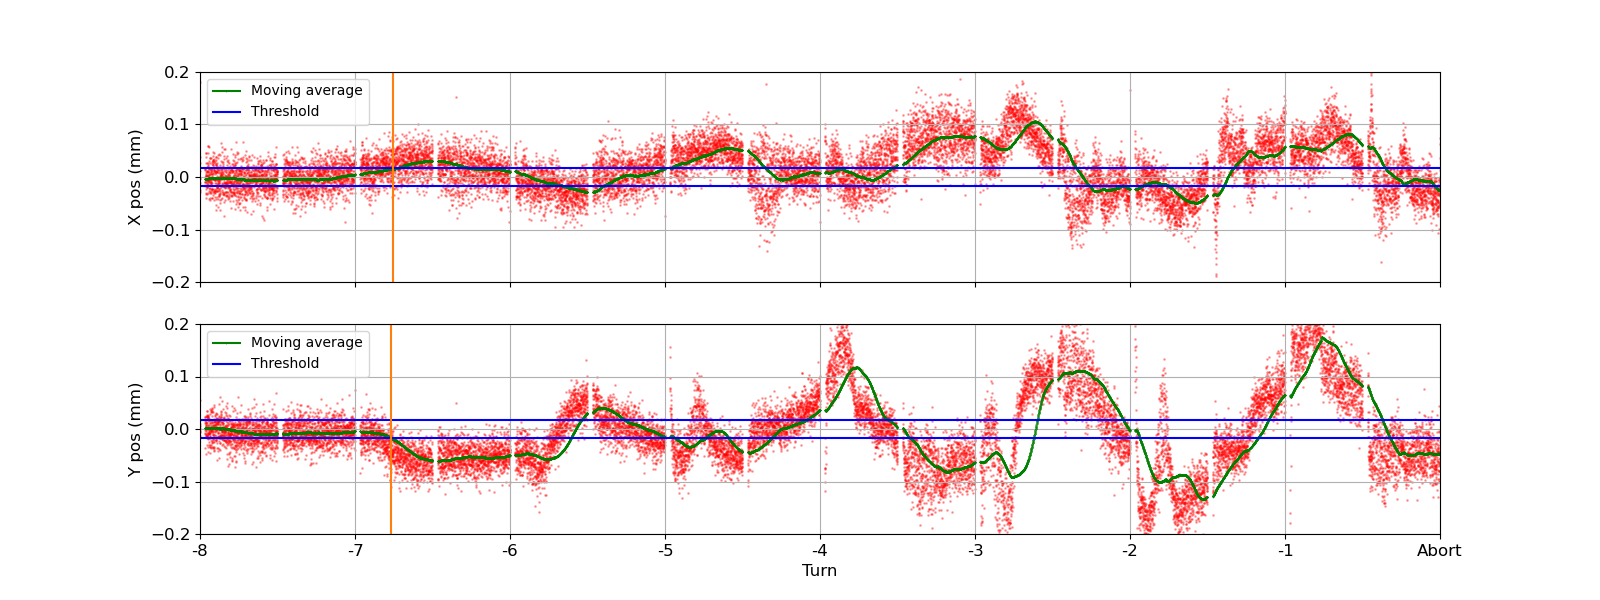 0.2
0.1
0.0
−0.1
−0.2
X pos (mm)
Moving average
Threshold
0.2
0.1
0.0
−0.1
−0.2
Y pos (mm)
Moving average
Threshold
-8 -7 -6 -5 -4 -3 -2 -1 Abort
Turn